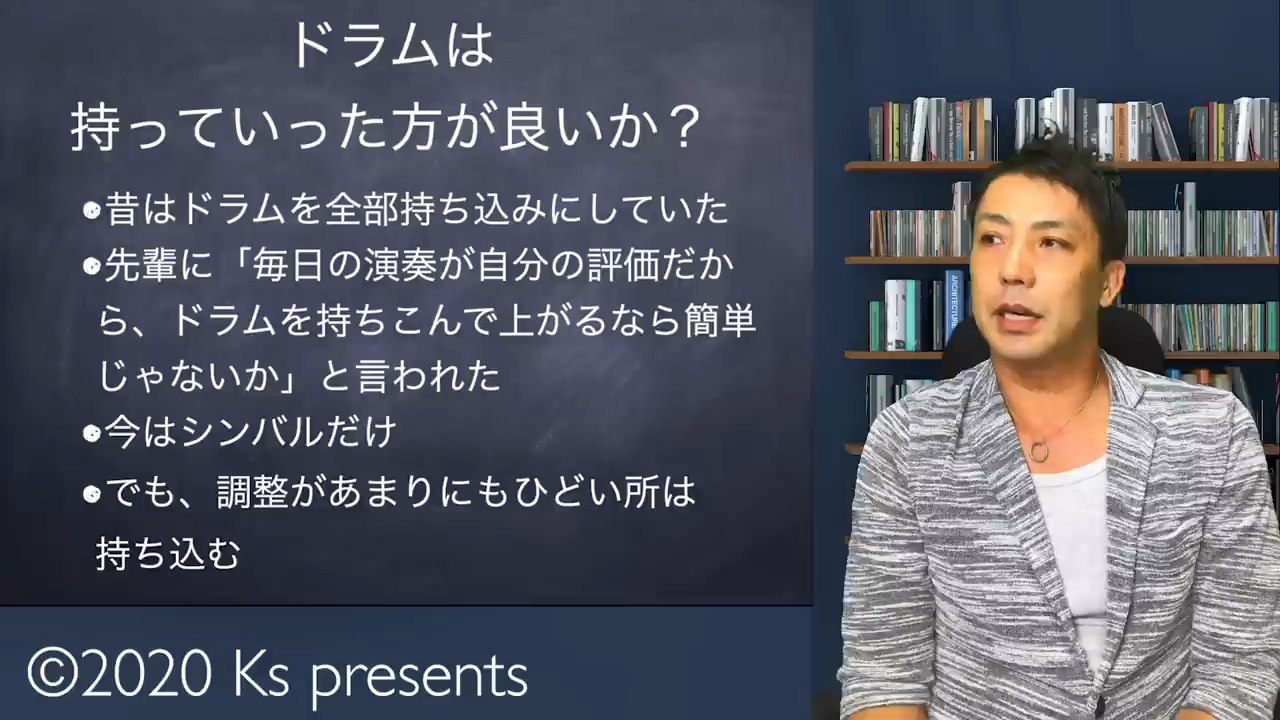 ドラムは
持っていった方が良いか？
●昔はドラムを全部持ち込みにしていた
●先輩に「毎日の演奏が自分の評価だか
ら、ドラムを持ちこんで上がるなら簡単
じゃないか」と言われた
●今はシンバルだけ
●でも、調整があまりにもひどい所は
持ち込む
ARCHITECTURE
©2020 Ks presents